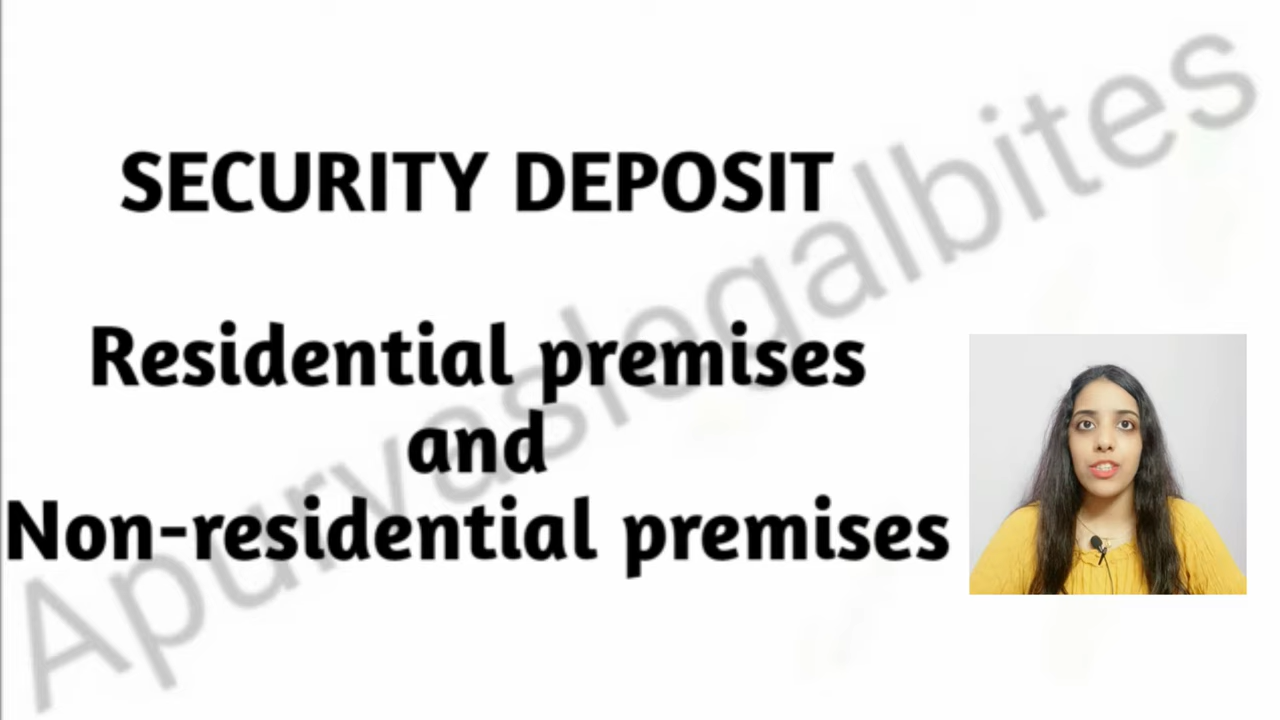 SECURITY DEPOSIT
Residential premises
and
Non-residential premises
Apurvaslegalbites